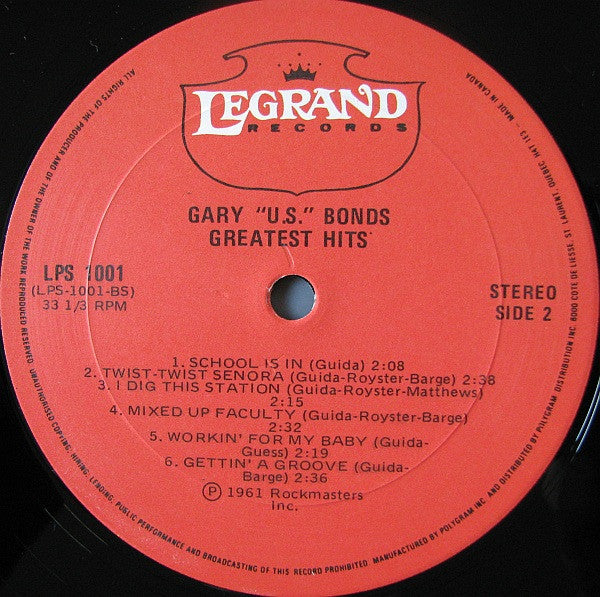 LEGRAND
RECORDS
GARY "U.S." BONDS
GREATEST HITS
LPS 1001
(LPS-1001-BS)
33 1/3 RPM
STEREO
SIDE 2
1. SCHOOL IS IN (Guida) 2:08
2. TWIST-TWIST SENORA (Guida-Royster-Barge) 2:38
3. I DIG THIS STATION (Guida-Royster-Matthews)
2:15
4. MIXED UP FACULTY (Guida-Royster-Barge)
2:32
5. WORKIN' FOR MY BABY (Guida-
Guess) 2:19
6. GETTIN' A GROOVE (Guida-
Barge) 2:36
Ⓟ 1961 Rockmasters
Inc.
ALL RIGHTS OF THE PRODUCER AND OF THE OWNER OF THE WORK REPRODUCED RESERVED. UNAUTHORISED COPYING; HIRING; LENDING; PUBLIC PERFORMANCE AND BROADCASTING OF THIS RECORD PROHIBITED. MANUFACTURED BY POLYGRAM INC. AND DISTRIBUTED BY POLYGRAM DISTRIBUTION INC. 6000 COTE DE LIESSE, ST LAURENT, QUEBEC H4T 1E3 - MADE IN CANADA